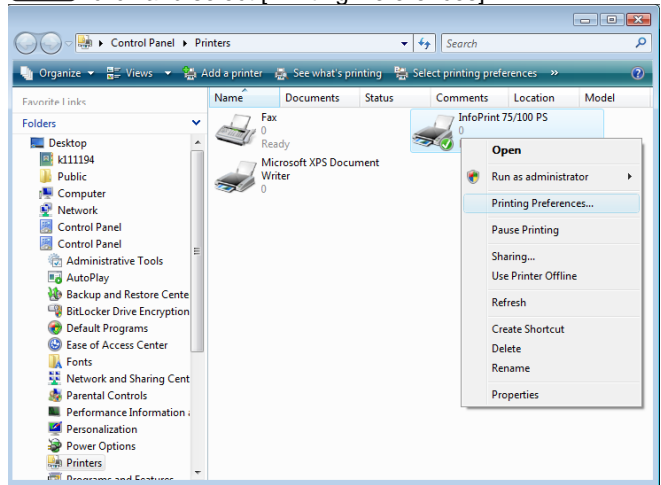 Control Panel ▸ Printers
Search
Organize Views Add a printer See what's printing Select printing preferences »
Favorite Links
Name Documents Status Comments Location Model
Folders
Desktop
k111194
Public
Computer
Network
Control Panel
Control Panel
Administrative Tools
AutoPlay
Backup and Restore Cente
BitLocker Drive Encryption
Default Programs
Ease of Access Center
Fonts
Network and Sharing Cent
Parental Controls
Performance Information
Personalization
Power Options
Printers
Programs and Features
Fax
0
Ready
Microsoft XPS Document
Writer
0
InfoPrint 75/100 PS
0
Open
Run as administrator
Printing Preferences...
Pause Printing
Sharing...
Use Printer Offline
Refresh
Create Shortcut
Delete
Rename
Properties